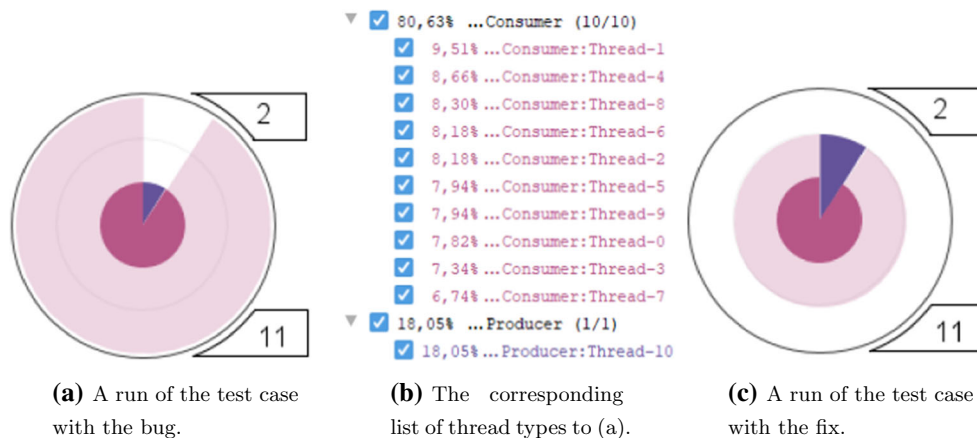 2
11
80,63% ...Consumer (10/10)
9,51% ...Consumer:Thread-1
8,66% ...Consumer:Thread-4
8,30% ...Consumer:Thread-8
8,18% ...Consumer:Thread-6
8,18% ...Consumer:Thread-2
7,94% ...Consumer:Thread-5
7,94% ...Consumer:Thread-9
7,82% ...Consumer:Thread-0
7,34% ...Consumer:Thread-3
6,74% ...Consumer:Thread-7
18,05% ...Producer (1/1)
18,05% ...Producer:Thread-10
2
11
(a) A run of the test case
with the bug.
(b) The corresponding
list of thread types to (a).
(c) A run of the test case
with the fix.